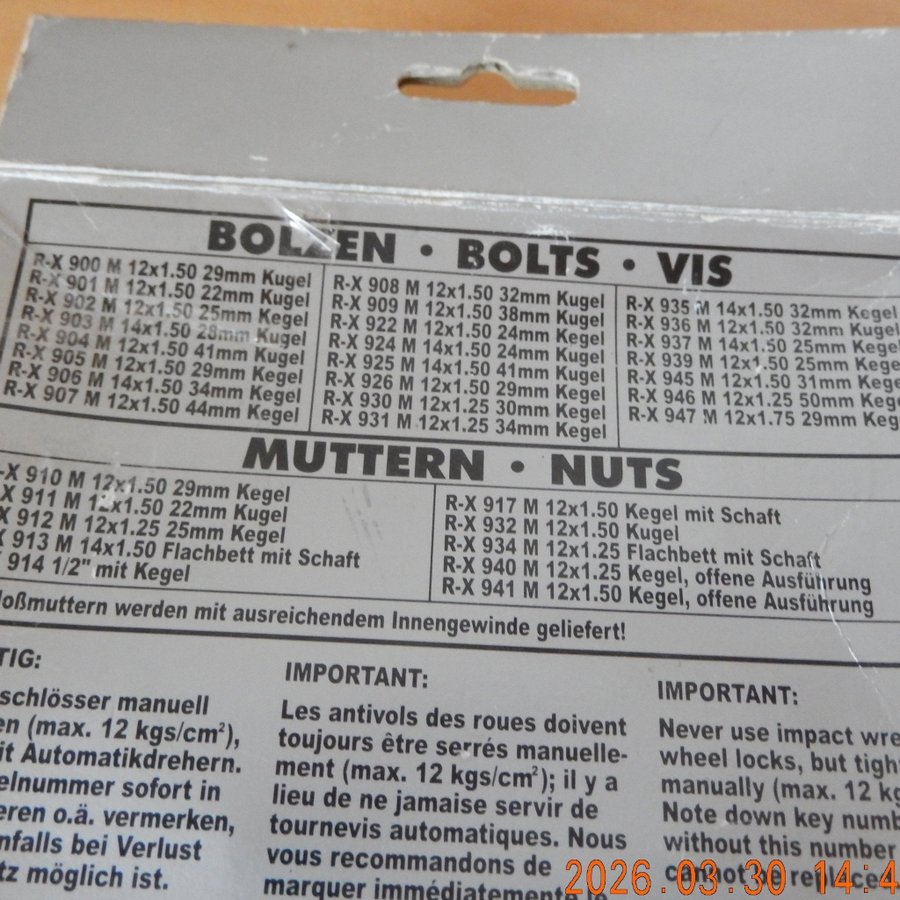 BOLZEN • BOLTS • VIS
R-X 900 M 12x1.50 29mm Kugel
R-X 901 M 12x1.50 22mm Kugel
R-X 902 M 12x1.50 25mm Kegel
R-X 903 M 14x1.50 28mm Kugel
R-X 904 M 12x1.50 41mm Kugel
R-X 905 M 12x1.50 29mm Kegel
R-X 906 M 14x1.50 34mm Kegel
R-X 907 M 12x1.50 44mm Kegel
R-X 908 M 12x1.50 32mm Kugel
R-X 909 M 12x1.50 38mm Kugel
R-X 922 M 12x1.50 24mm Kegel
R-X 924 M 14x1.50 24mm Kugel
R-X 925 M 14x1.50 41mm Kugel
R-X 926 M 12x1.50 29mm Kegel
R-X 930 M 12x1.25 30mm Kegel
R-X 931 M 12x1.25 34mm Kegel
R-X 935 M 14x1.50 32mm Kegel
R-X 936 M 12x1.50 32mm Kugel
R-X 937 M 14x1.50 25mm Kege
R-X 939 M 12x1.50 25mm Kege
R-X 945 M 12x1.50 31mm Kege
R-X 946 M 12x1.25 50mm Keg
R-X 947 M 12x1.75 29mm Keg
MUTTERN • NUTS
-X 910 M 12x1.50 29mm Kegel
X 911 M 12x1.50 22mm Kugel
X 912 M 12x1.25 25mm Kegel
913 M 14x1.50 Flachbett mit Schaft
914 1/2" mit Kegel
R-X 917 M 12x1.50 Kegel mit Schaft
R-X 932 M 12x1.50 Kugel
R-X 934 M 12x1.25 Flachbett mit Schaft
R-X 940 M 12x1.25 Kegel, offene Ausführung
R-X 941 M 12x1.50 Kegel, offene Ausführung
loßmuttern werden mit ausreichendem Innengewinde geliefert!
TIG:
schlösser manuell
en (max. 12 kgs/cm²),
it Automatikdrehern.
elnummer sofort in
eren o.ä. vermerken,
nfalls bei Verlust
tz möglich ist.
IMPORTANT:
Les antivols des roues doivent
toujours être serrés manuelle-
ment (max. 12 kgs/cm²); il y a
lieu de ne jamaise servir de
tournevis automatiques. Nous
vous recommandons de
marquer immédiatement le
IMPORTANT:
Never use impact wre
wheel locks, but tigh
manually (max. 12 kg
Note down key numb
without this number
cannot be replace
2026.03.30 14:4